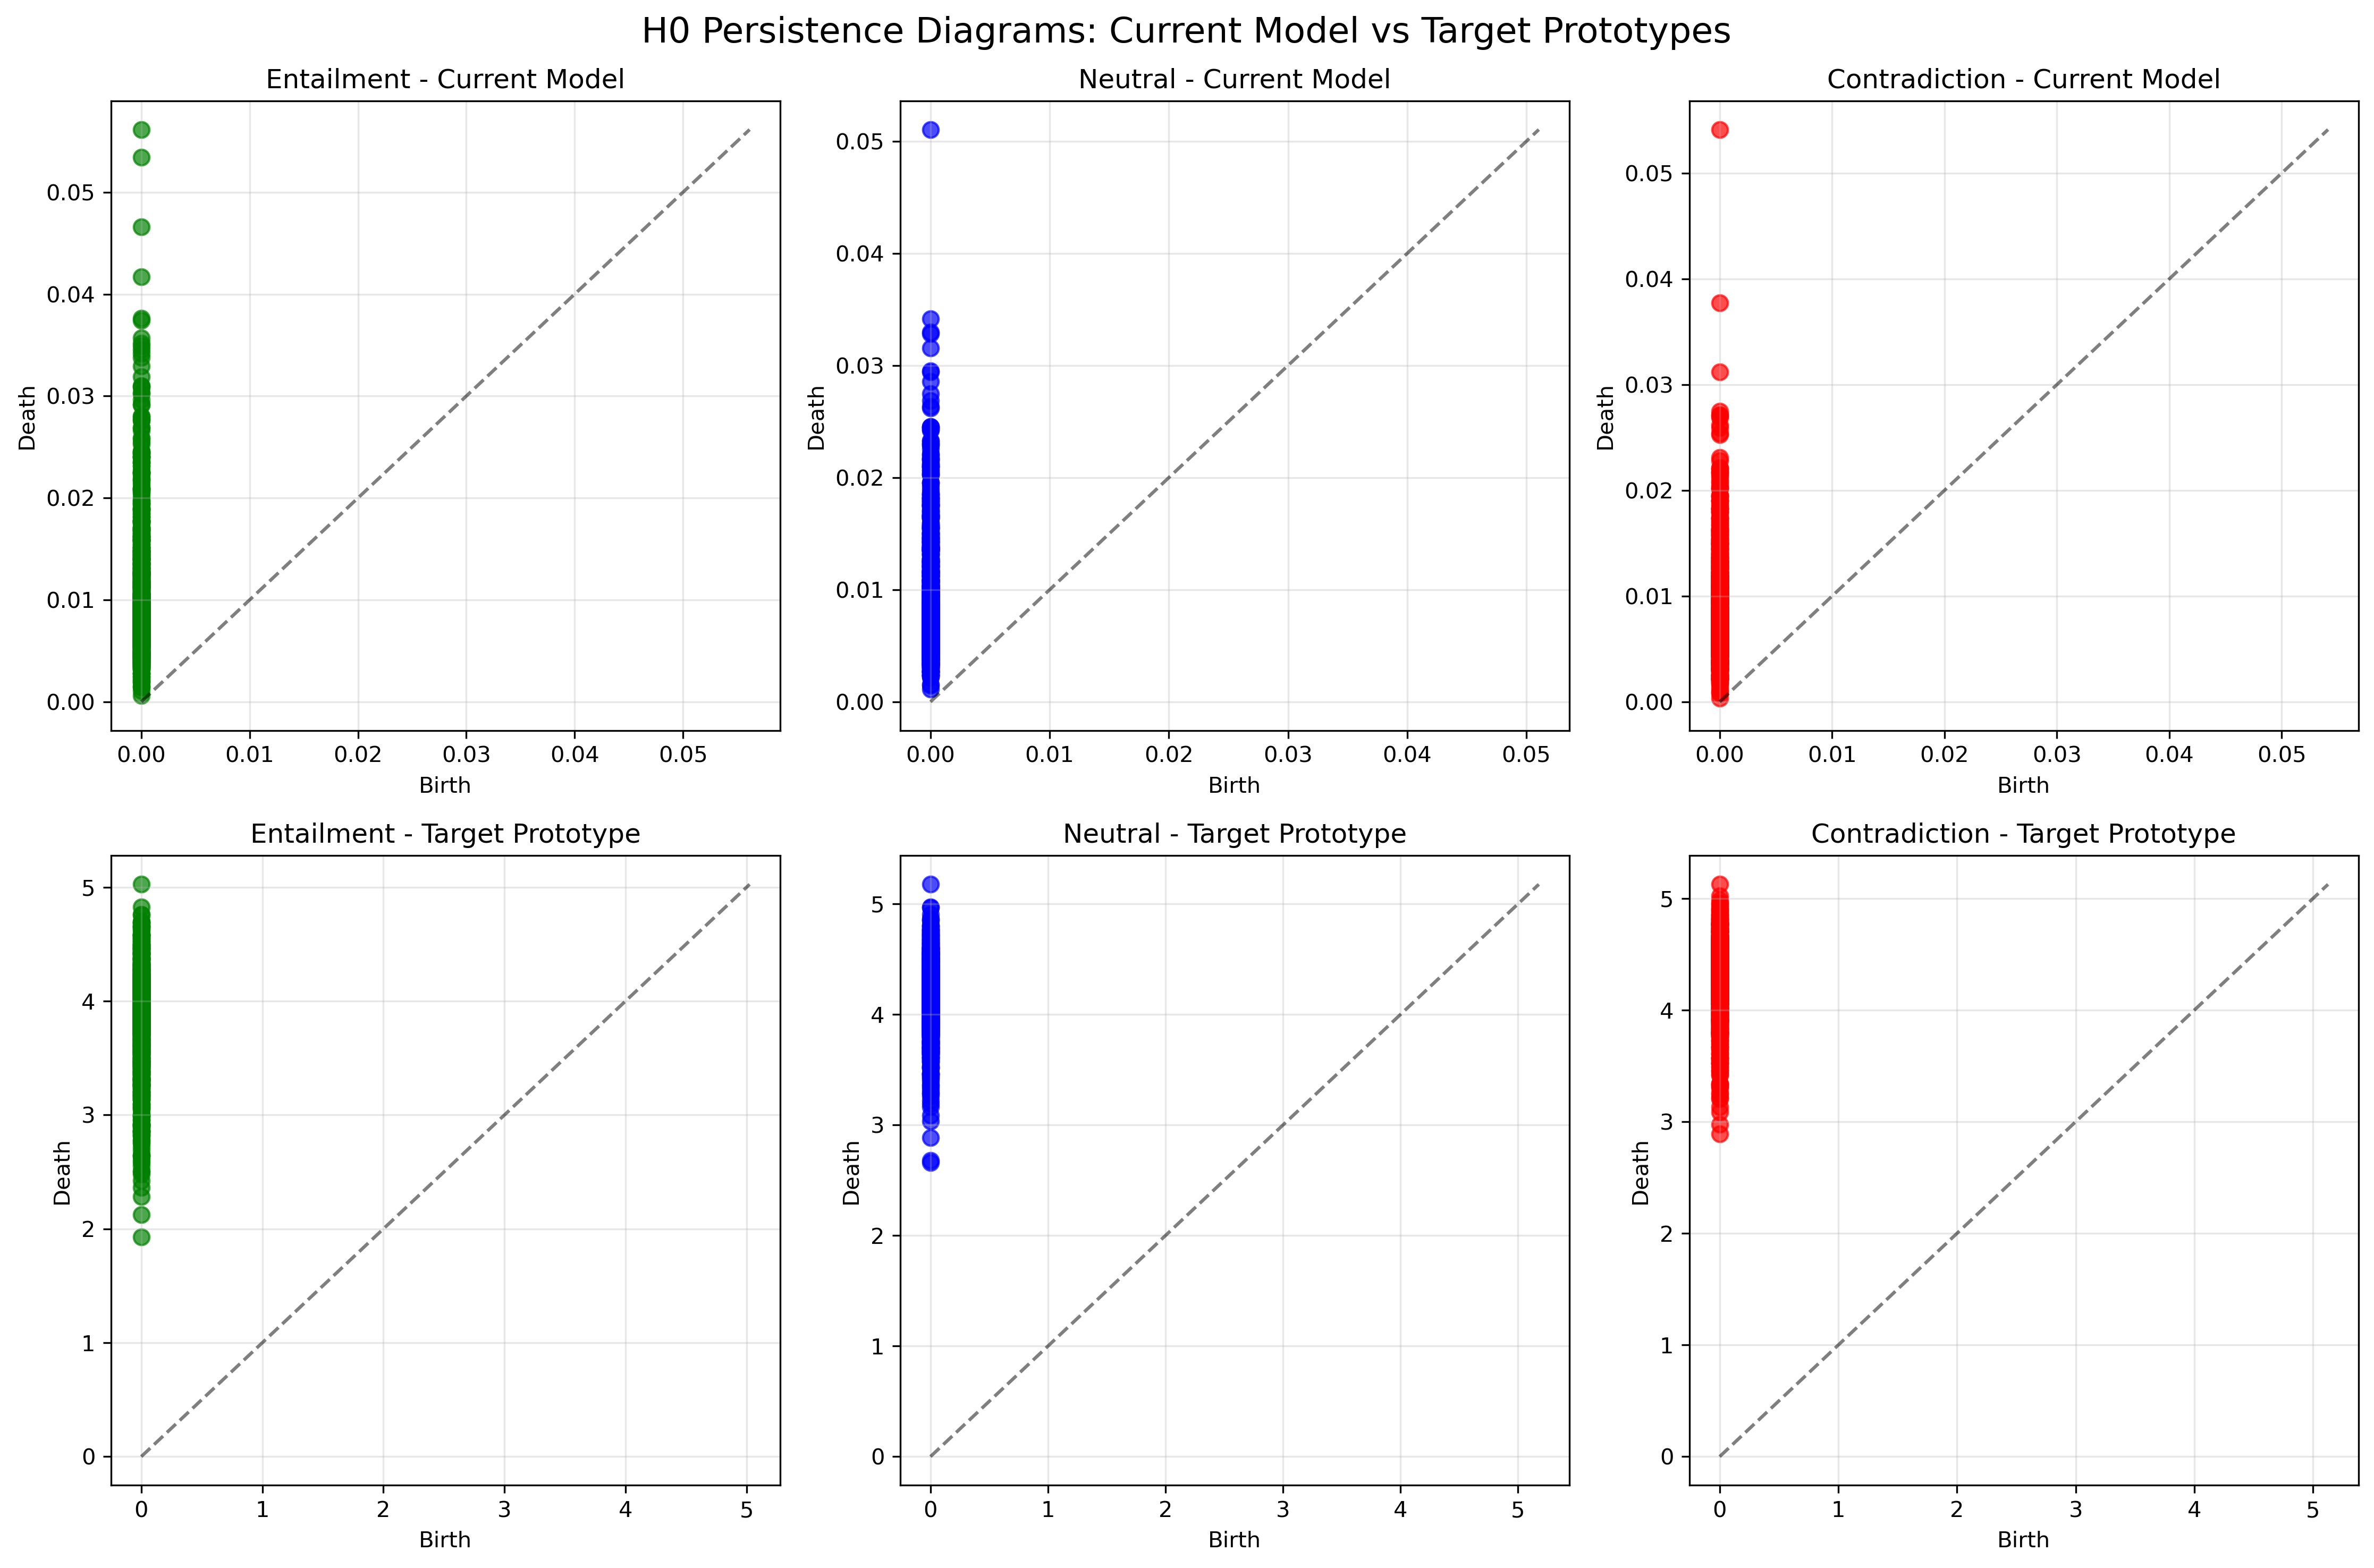 H0 Persistence Diagrams: Current Model vs Target Prototypes
Entailment - Current Model
Death
0.05
0.04
0.03
0.02
0.01
0.00
0.00 0.01 0.02 0.03 0.04 0.05
Birth
Neutral - Current Model
Death
0.05
0.04
0.03
0.02
0.01
0.00
0.00 0.01 0.02 0.03 0.04 0.05
Birth
Contradiction - Current Model
Death
0.05
0.04
0.03
0.02
0.01
0.00
0.00 0.01 0.02 0.03 0.04 0.05
Birth
Entailment - Target Prototype
Death
5
4
3
2
1
0
0 1 2 3 4 5
Birth
Neutral - Target Prototype
Death
5
4
3
2
1
0
0 1 2 3 4 5
Birth
Contradiction - Target Prototype
Death
5
4
3
2
1
0
0 1 2 3 4 5
Birth